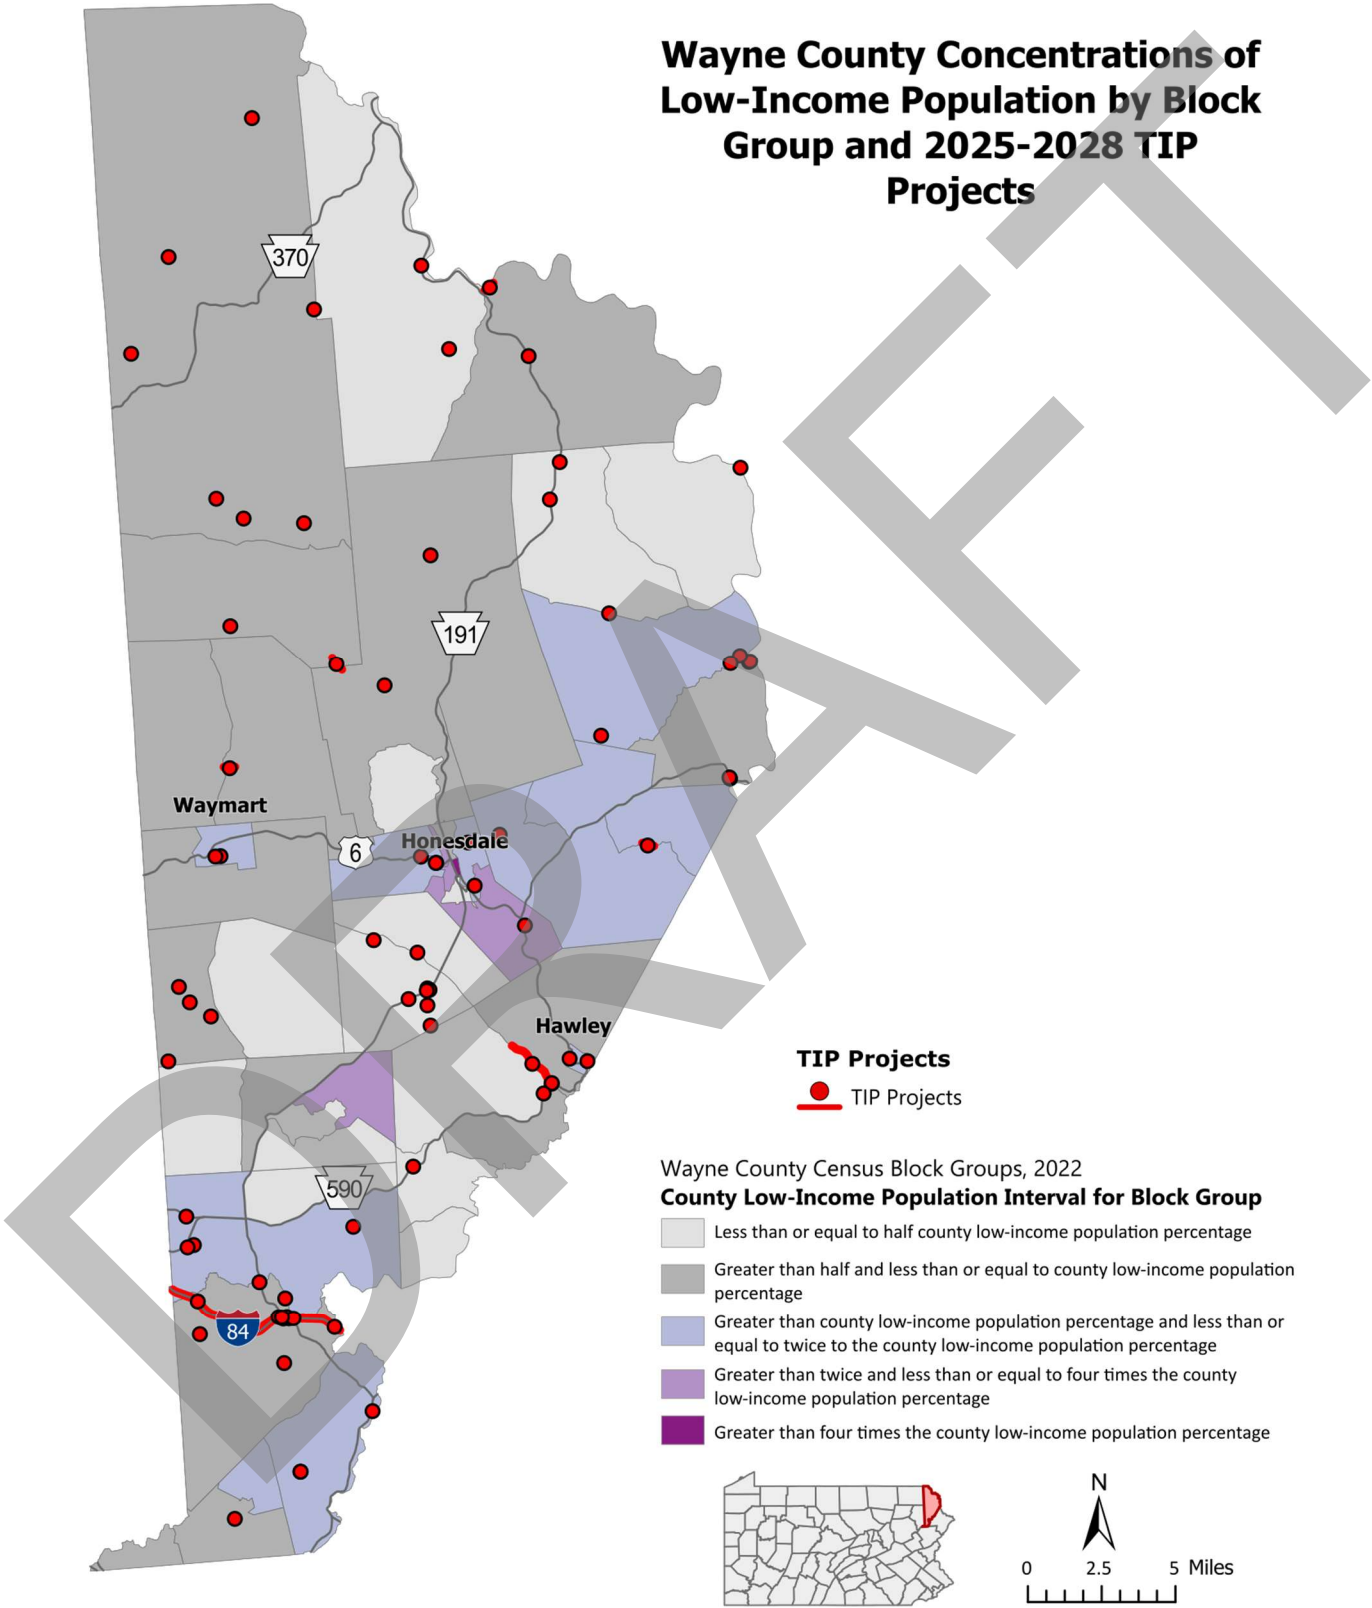 Wayne County Concentrations of
Low-Income Population by Block
Group and 2025-2028 TIP
Projects
370
191
Waymart
6
Honesdale
Hawley
590
84
TIP Projects
TIP Projects
Wayne County Census Block Groups, 2022
County Low-Income Population Interval for Block Group
Less than or equal to half county low-income population percentage
Greater than half and less than or equal to county low-income population
percentage
Greater than county low-income population percentage and less than or
equal to twice to the county low-income population percentage
Greater than twice and less than or equal to four times the county
low-income population percentage
Greater than four times the county low-income population percentage
N
0 2.5 5 Miles
DRAFT